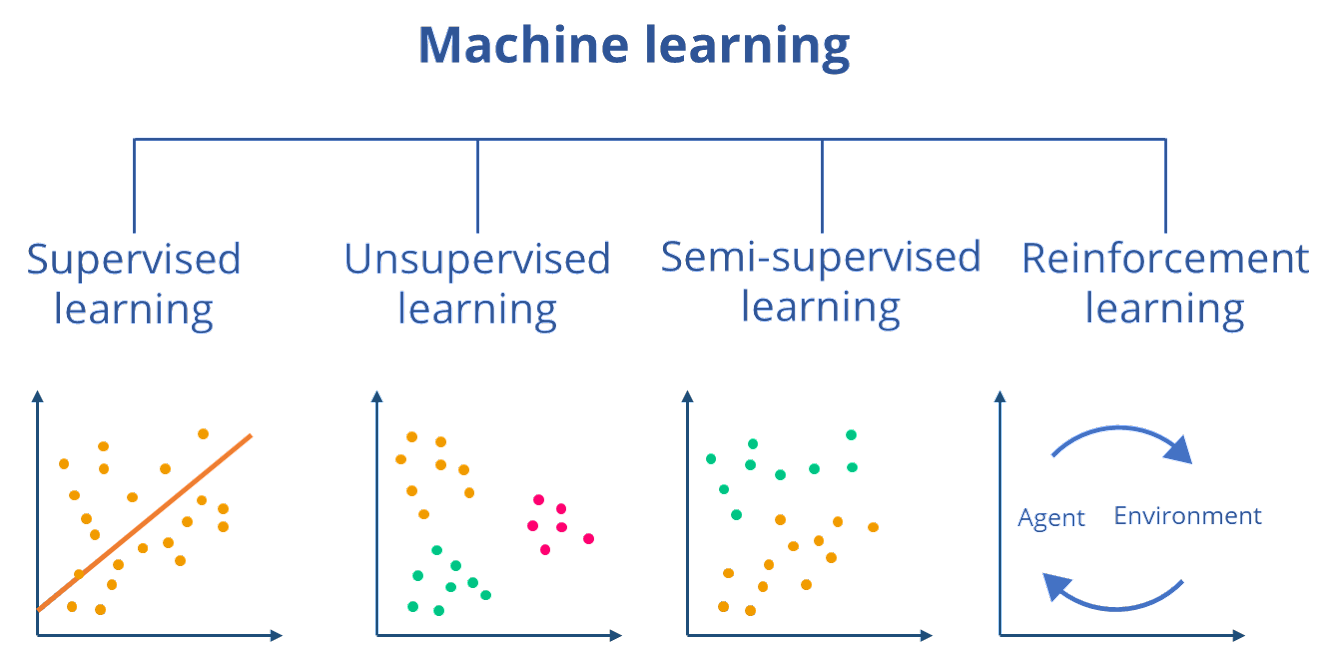 Machine learning
Supervised
learning
Unsupervised
learning
Semi-supervised
learning
Reinforcement
learning
Agent
Environment